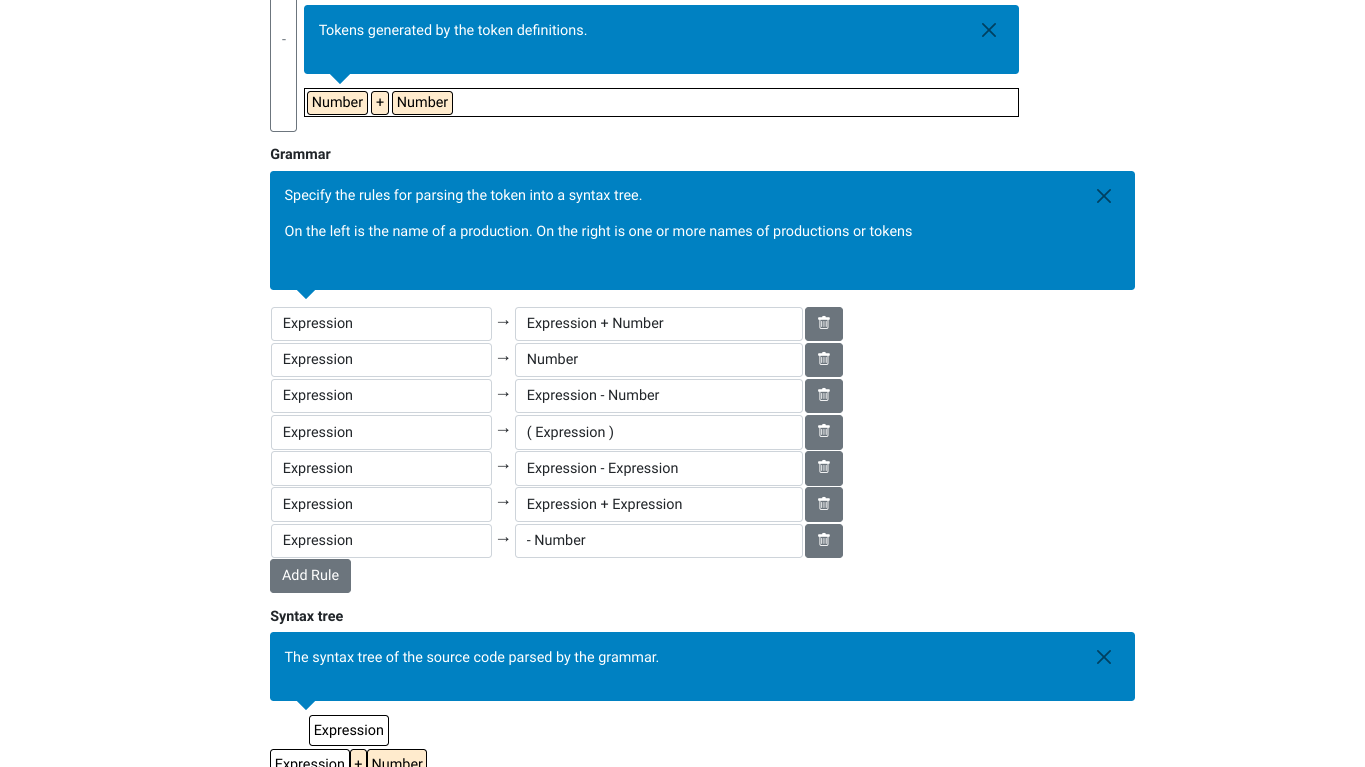 -
Tokens generated by the token definitions.
Number + Number
Grammar
Specify the rules for parsing the token into a syntax tree.
On the left is the name of a production. On the right is one or more names of productions or tokens
Expression → Expression + Number
Expression → Number
Expression → Expression - Number
Expression → ( Expression )
Expression → Expression - Expression
Expression → Expression + Expression
Expression → - Number
Add Rule
Syntax tree
The syntax tree of the source code parsed by the grammar.
Expression
Expression + Number